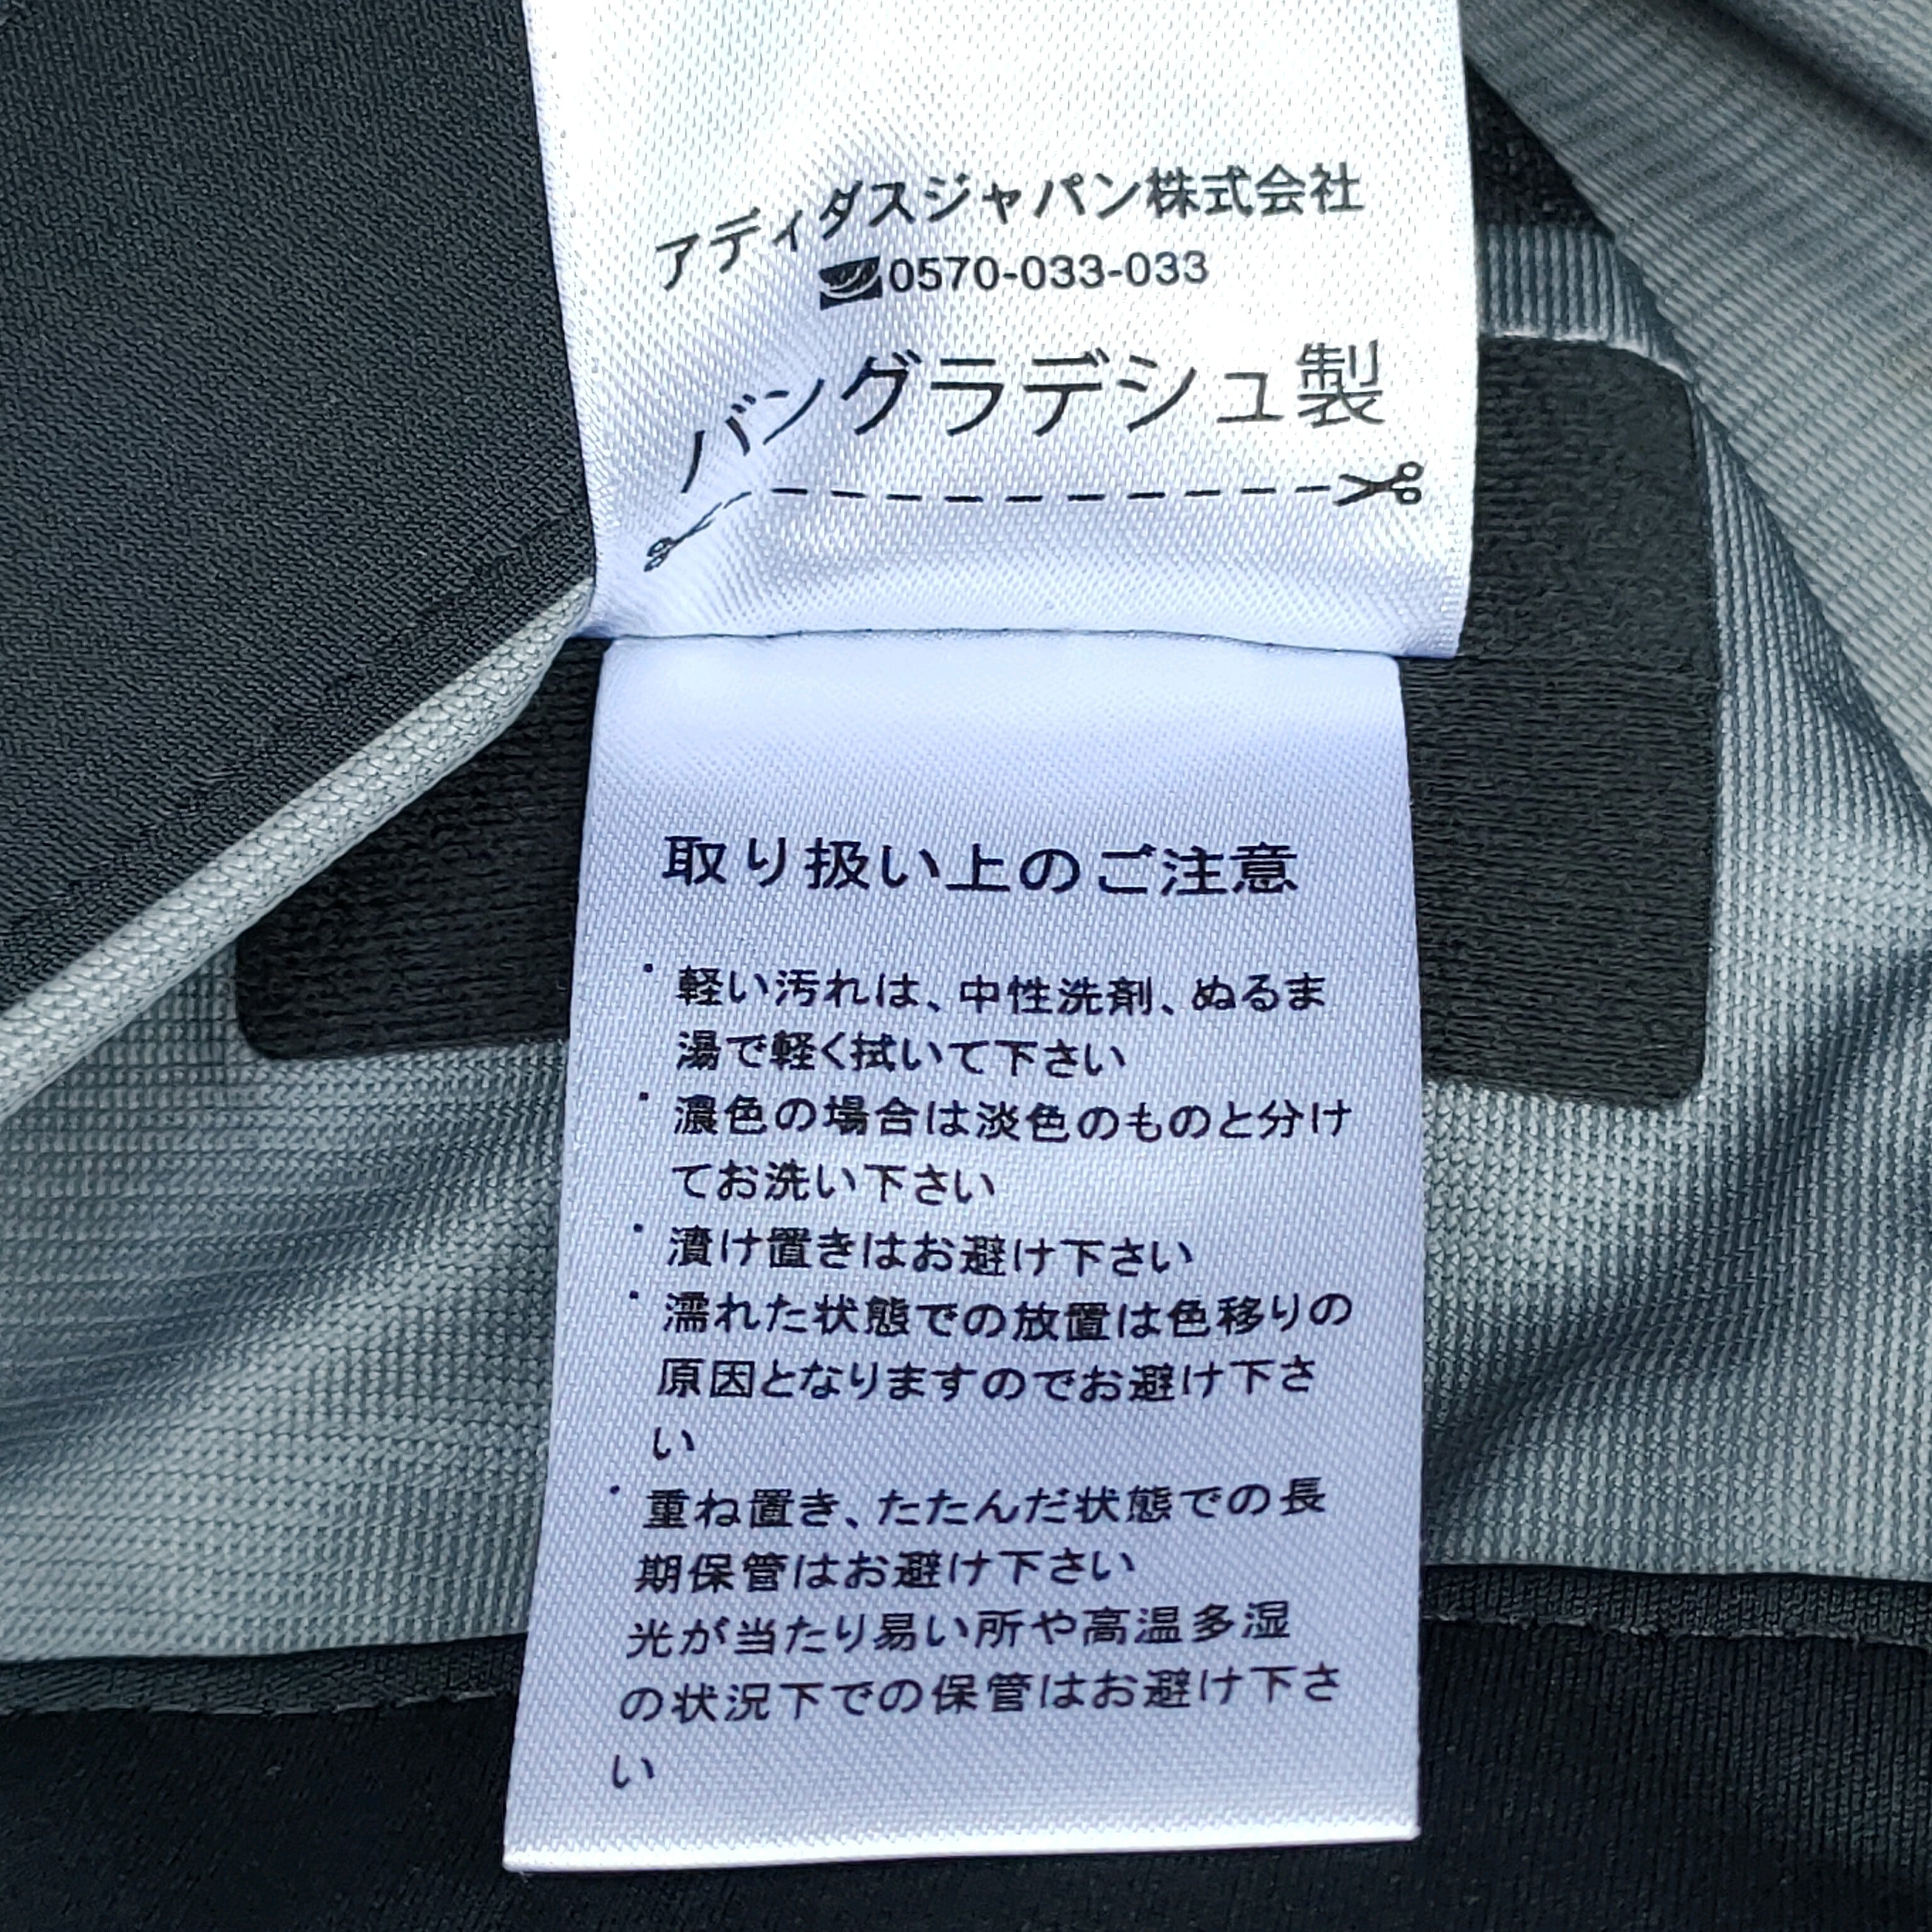 アディダスジャパン株式会社
0570-033-033
バングラデシュ製
取り扱い上のご注意
・軽い汚れは、中性洗剤、ぬるま
湯で軽く拭いて下さい
・濃色の場合は淡色のものと分け
てお洗い下さい
・漬け置きはお避け下さい
・濡れた状態での放置は色移りの
原因となりますのでお避け下さ
い
・重ね置き、たたんだ状態での長
期保管はお避け下さい
光が当たり易い所や高温多湿
の状況下での保管はお避け下さ
い